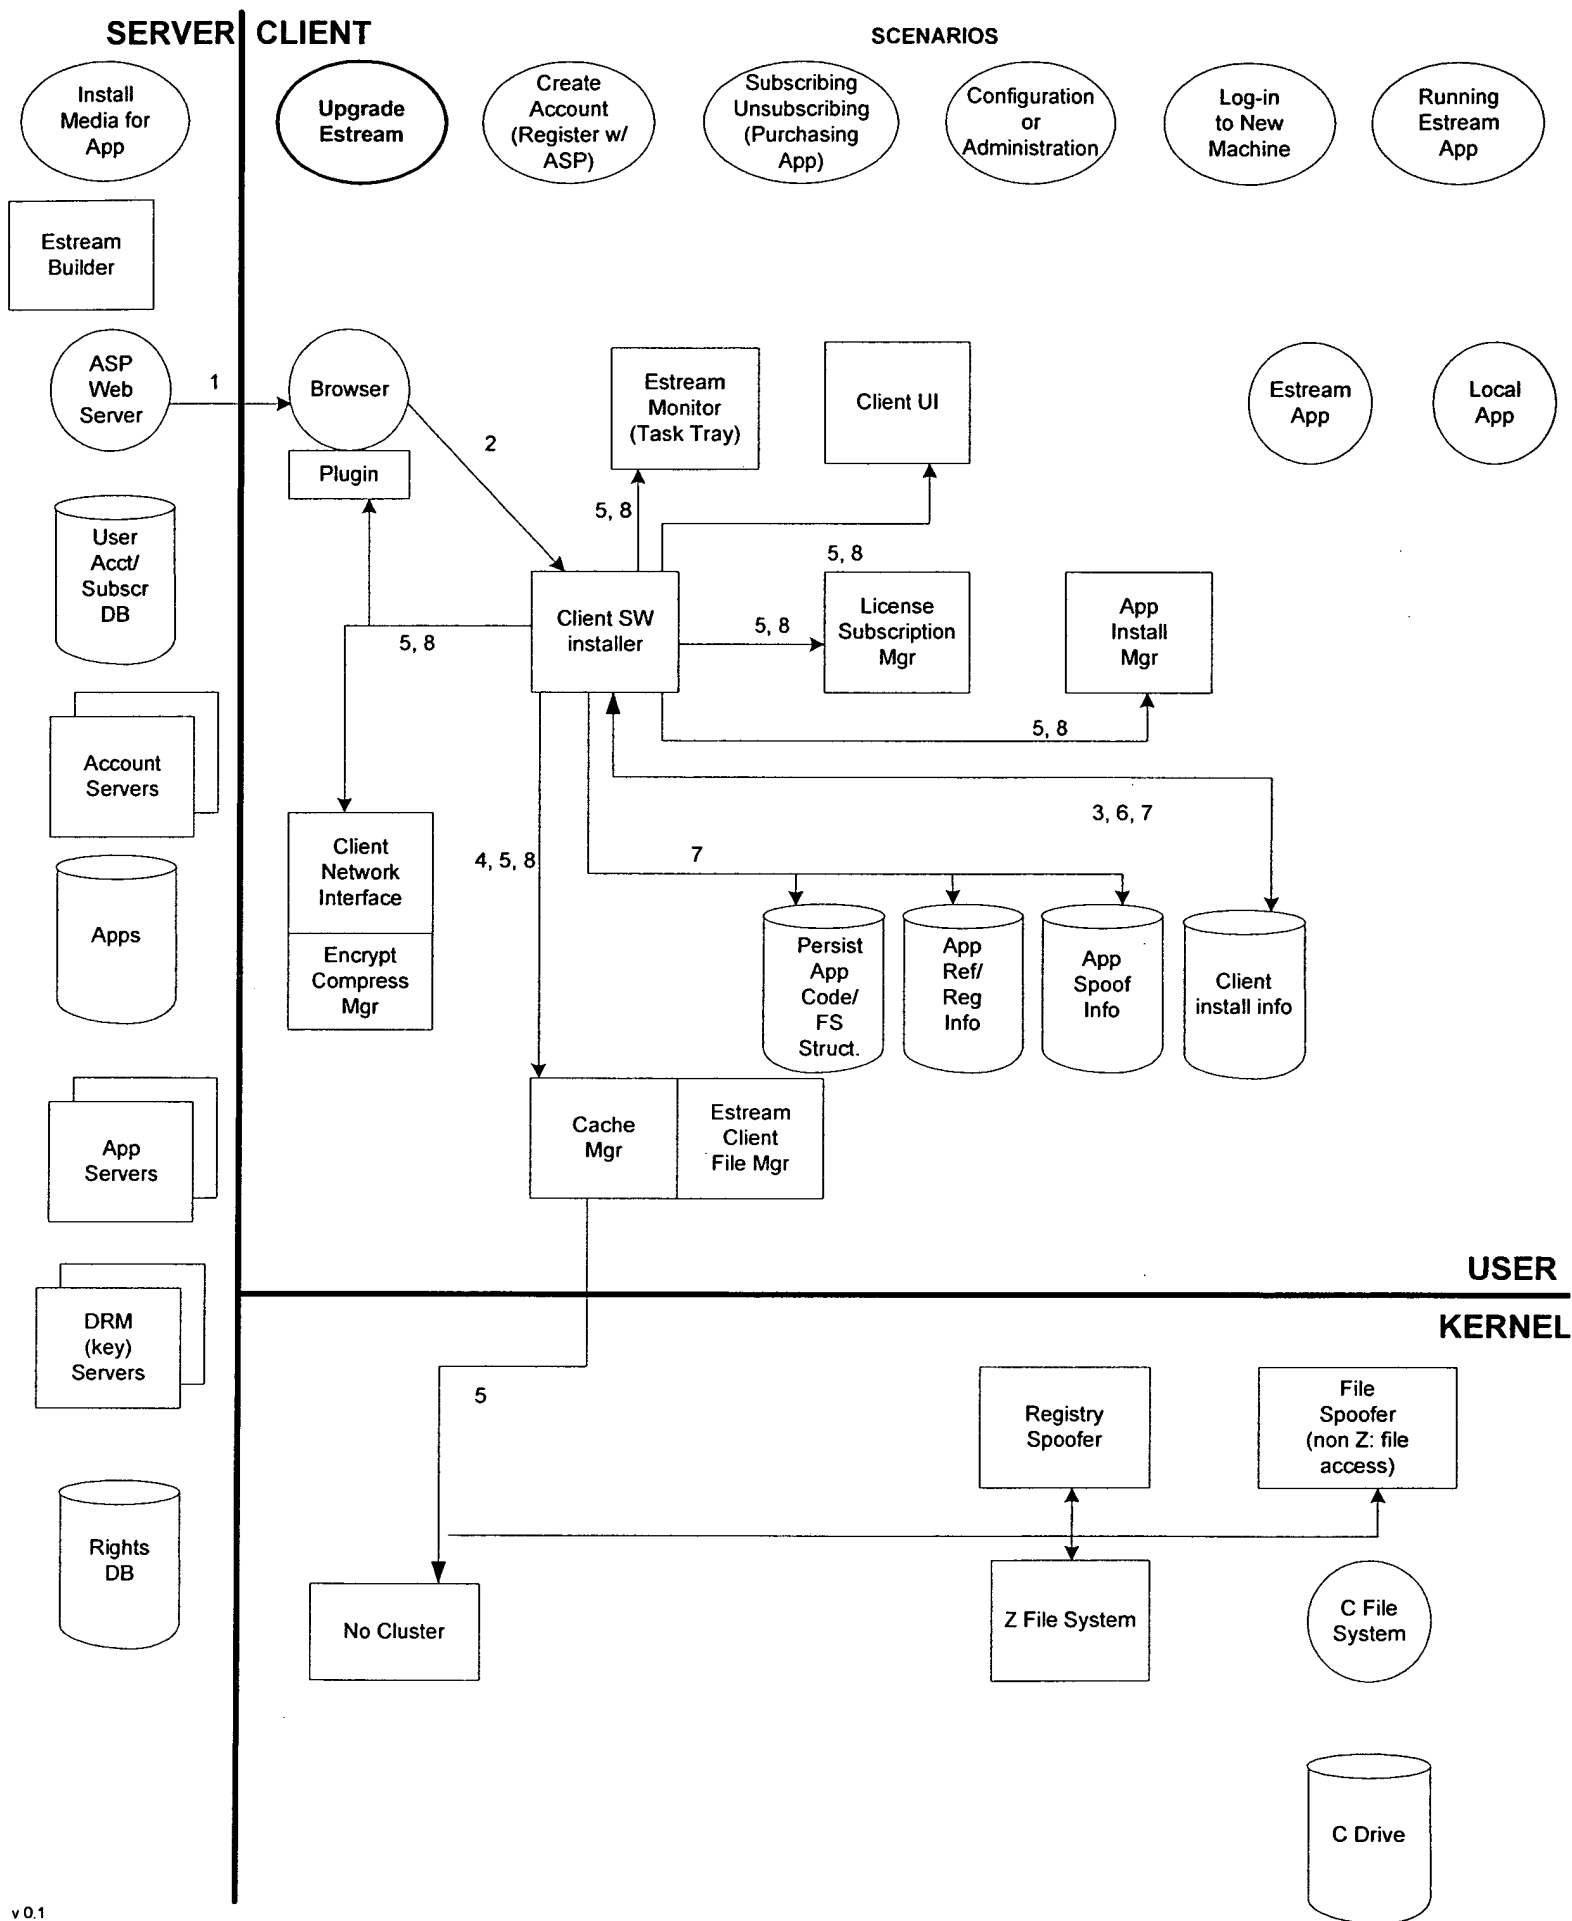 SERVER CLIENT
SCENARIOS
Install
Media for
App
Upgrade
Estream
Create
Account
(Register w/
ASP)
Subscribing
Unsubscribing
(Purchasing
App)
Configuration
or
Administration
Log-in
to New
Machine
Running
Estream
App
Estream
Builder
ASP
Web
Server
1
Browser
Plugin
2
Estream
Monitor
(Task Tray)
Client UI
Estream
App
Local
App
5, 8
5, 8
User
Acct/
Subscr
DB
5, 8
Client SW
installer
5, 8
License
Subscription
Mgr
App
Install
Mgr
5, 8
Account
Servers
3, 6, 7
Client
Network
Interface
Encrypt
Compress
Mgr
4, 5, 8
7
Apps
Persist
App
Code/
FS
Struct.
App
Ref/
Reg
Info
App
Spoof
Info
Client
install info
App
Servers
Cache
Mgr
Estream
Client
File Mgr
USER
KERNEL
DRM
(key)
Servers
5
Registry
Spoofer
File
Spoofer
(non Z: file
access)
Rights
DB
No Cluster
Z File System
C File
System
C Drive
v 0.1